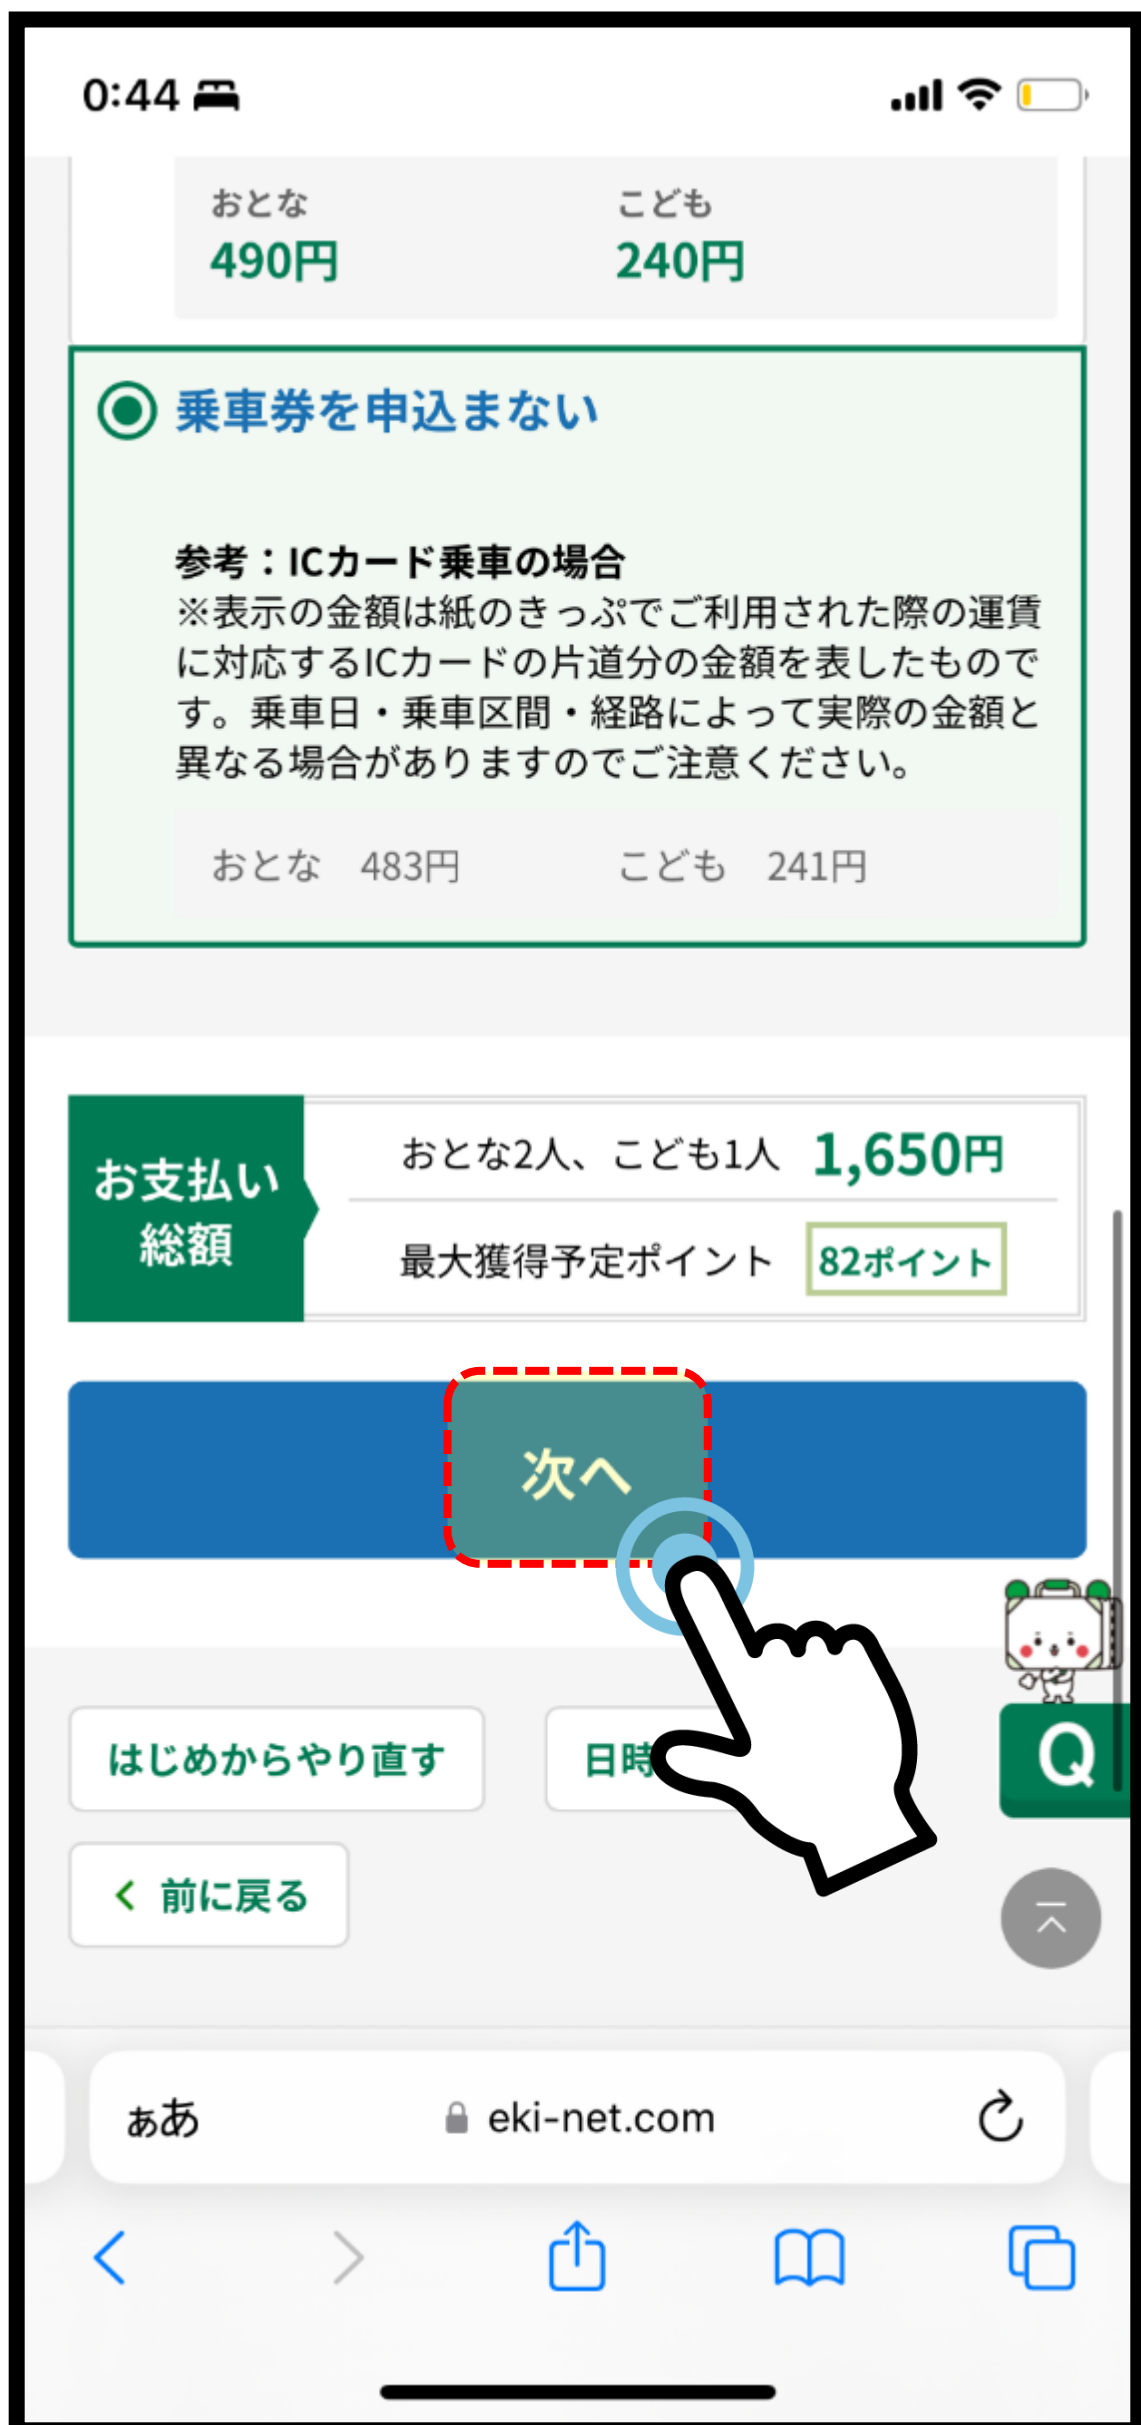 0:44
おとな こども
490円 240円
乗車券を申込まない
参考：ICカード乗車の場合
※表示の金額は紙のきっぷでご利用された際の運賃
に対応するICカードの片道分の金額を表したもので
す。乗車日・乗車区間・経路によって実際の金額と
異なる場合がありますのでご注意ください。
おとな 483円 こども 241円
お支払い
総額
おとな2人、こども1人 1,650円
最大獲得予定ポイント 82ポイント
次へ
はじめからやり直す 日時
Q
前に戻る
ぁあ eki-net.com